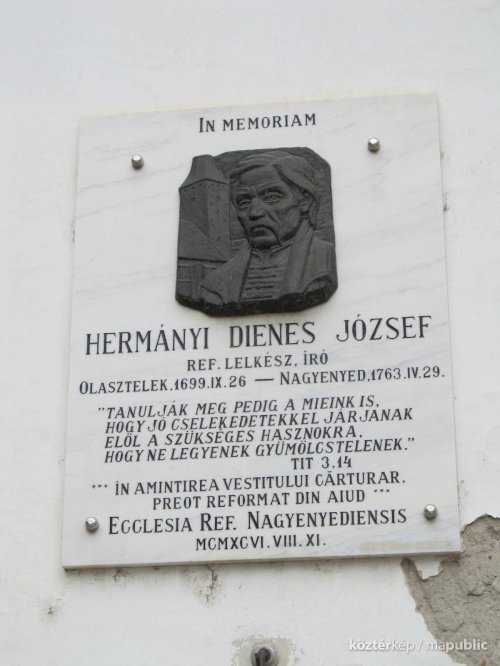 IN MEMORIAM
HERMÁNYI DIENES JÓZSEF
REF. LELKÉSZ, ÍRÓ
OLASZTELEK,1699.IX.26 — NAGYENYED,1763.IV.29.
"TANULJÁK MEG PEDIG A MIEINK IS,
HOGY JÓ CSELEKEDETEKKEL JÁRJANAK
ELÖL A SZÜKSÉGES HASZNOKRA,
HOGY NE LEGYENEK GYÜMÖLCSTELENEK."
TIT 3,14
*** ÎN AMINTIREA VESTITULUI CĂRTURAR,
PREOT REFORMAT DIN AIUD ***
ECCLESIA REF. NAGYENYEDIENSIS
MCMXCVI.VIII.XI.
köztérkép / mapublic